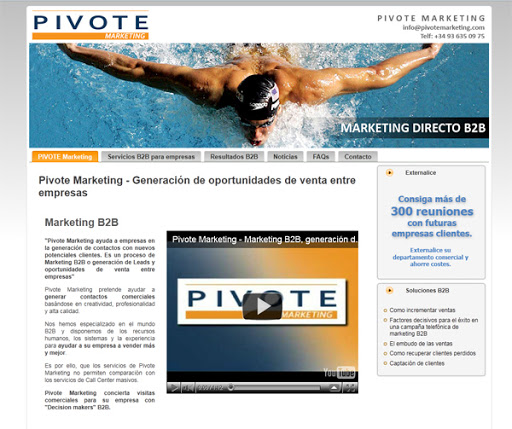 PIVOTE
MARKETING
PIVOTE MARKETING
info@pivotemarketing.com
Telf: +34 93 635 09 75
MARKETING DIRECTO B2B
PIVOTE Marketing
Servicios B2B para empresas
Resultados B2B
Noticias
FAQs
Contacto
Pivote Marketing - Generación de oportunidades de venta entre
empresas
Marketing B2B
"Pivote Marketing ayuda a empresas en
la generación de contactos con nuevos
potenciales clientes. Es un proceso de
Marketing B2B o generación de Leads y
oportunidades de venta entre
empresas"
Pivote Marketing pretende ayudar a
generar contactos comerciales
basándose en creatividad, profesionalidad
y alta calidad.
Nos hemos especializado en el mundo
B2B y disponemos de los recursos
humanos, los sistemas y la experiencia
para ayudar a su empresa a vender más
y mejor.
Es por ello, que los servicios de Pivote
Marketing no permiten comparación con
los servicios de Call Center masivos.
Pivote Marketing concierta visitas
comerciales para su empresa con
"Decision makers" B2B.
Pivote Marketing - Marketing B2B, generación d..
PIVOTE
MARKETING
YouTube
Externalice
Consiga más de
300 reuniones
con futuras
empresas clientes.
Externalice su
departamento comercial y
ahorre costes.
Soluciones B2B
Como incrementar ventas
Factores decisivos para el éxito en
una campaña telefónica de
marketing B2B
El embudo de las ventas
Como recuperar clientes perdidos
Captación de clientes